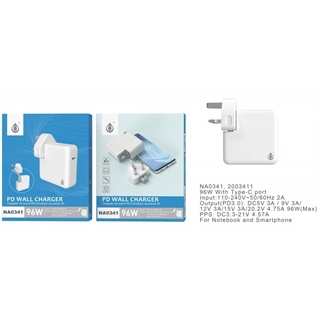 PD WALL CHARGER
NA0341 96W
PD WALL CHARGER
NA0341 96W
NA0341, 2003411
96W With Type-C port
Input:110-240V~50/60Hz 2A
Output(PD3.0): DC5V 3A / 9V 3A/
12V 3A/15V 3A/20.2V 4.75A 96W(Max)
PPS: DC3.3-21V 4.57A
For Notebook and Smartphone